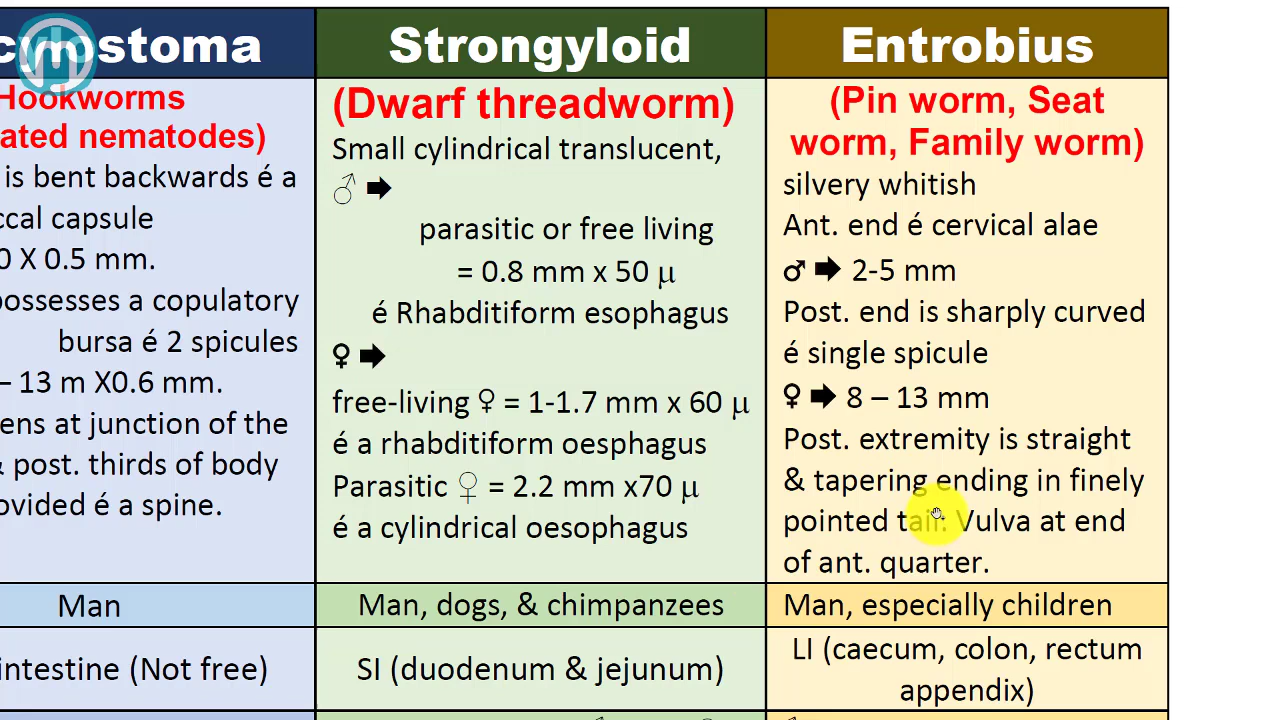 cylostoma
Hookworms
ated nematodes)
is bent backwards é a
ccal capsule
0 X 0.5 mm.
possesses a copulatory
bursa é 2 spicules
– 13 m X0.6 mm.
ens at junction of the
& post. thirds of body
ovided é a spine.
Man
intestine (Not free)
Strongyloid
(Dwarf threadworm)
Small cylindrical translucent,
♂ ➡
parasitic or free living
= 0.8 mm x 50 µ
é Rhabditiform esophagus
♀ ➡
free-living ♀ = 1-1.7 mm x 60 µ
é a rhabditiform oesphagus
Parasitic ♀ = 2.2 mm x70 µ
é a cylindrical oesophagus
Man, dogs, & chimpanzees
SI (duodenum & jejunum)
Entrobius
(Pin worm, Seat
worm, Family worm)
silvery whitish
Ant. end é cervical alae
♂ ➡ 2-5 mm
Post. end is sharply curved
é single spicule
♀ ➡ 8 – 13 mm
Post. extremity is straight
& tapering ending in finely
pointed tail. Vulva at end
of ant. quarter.
Man, especially children
LI (caecum, colon, rectum
appendix)